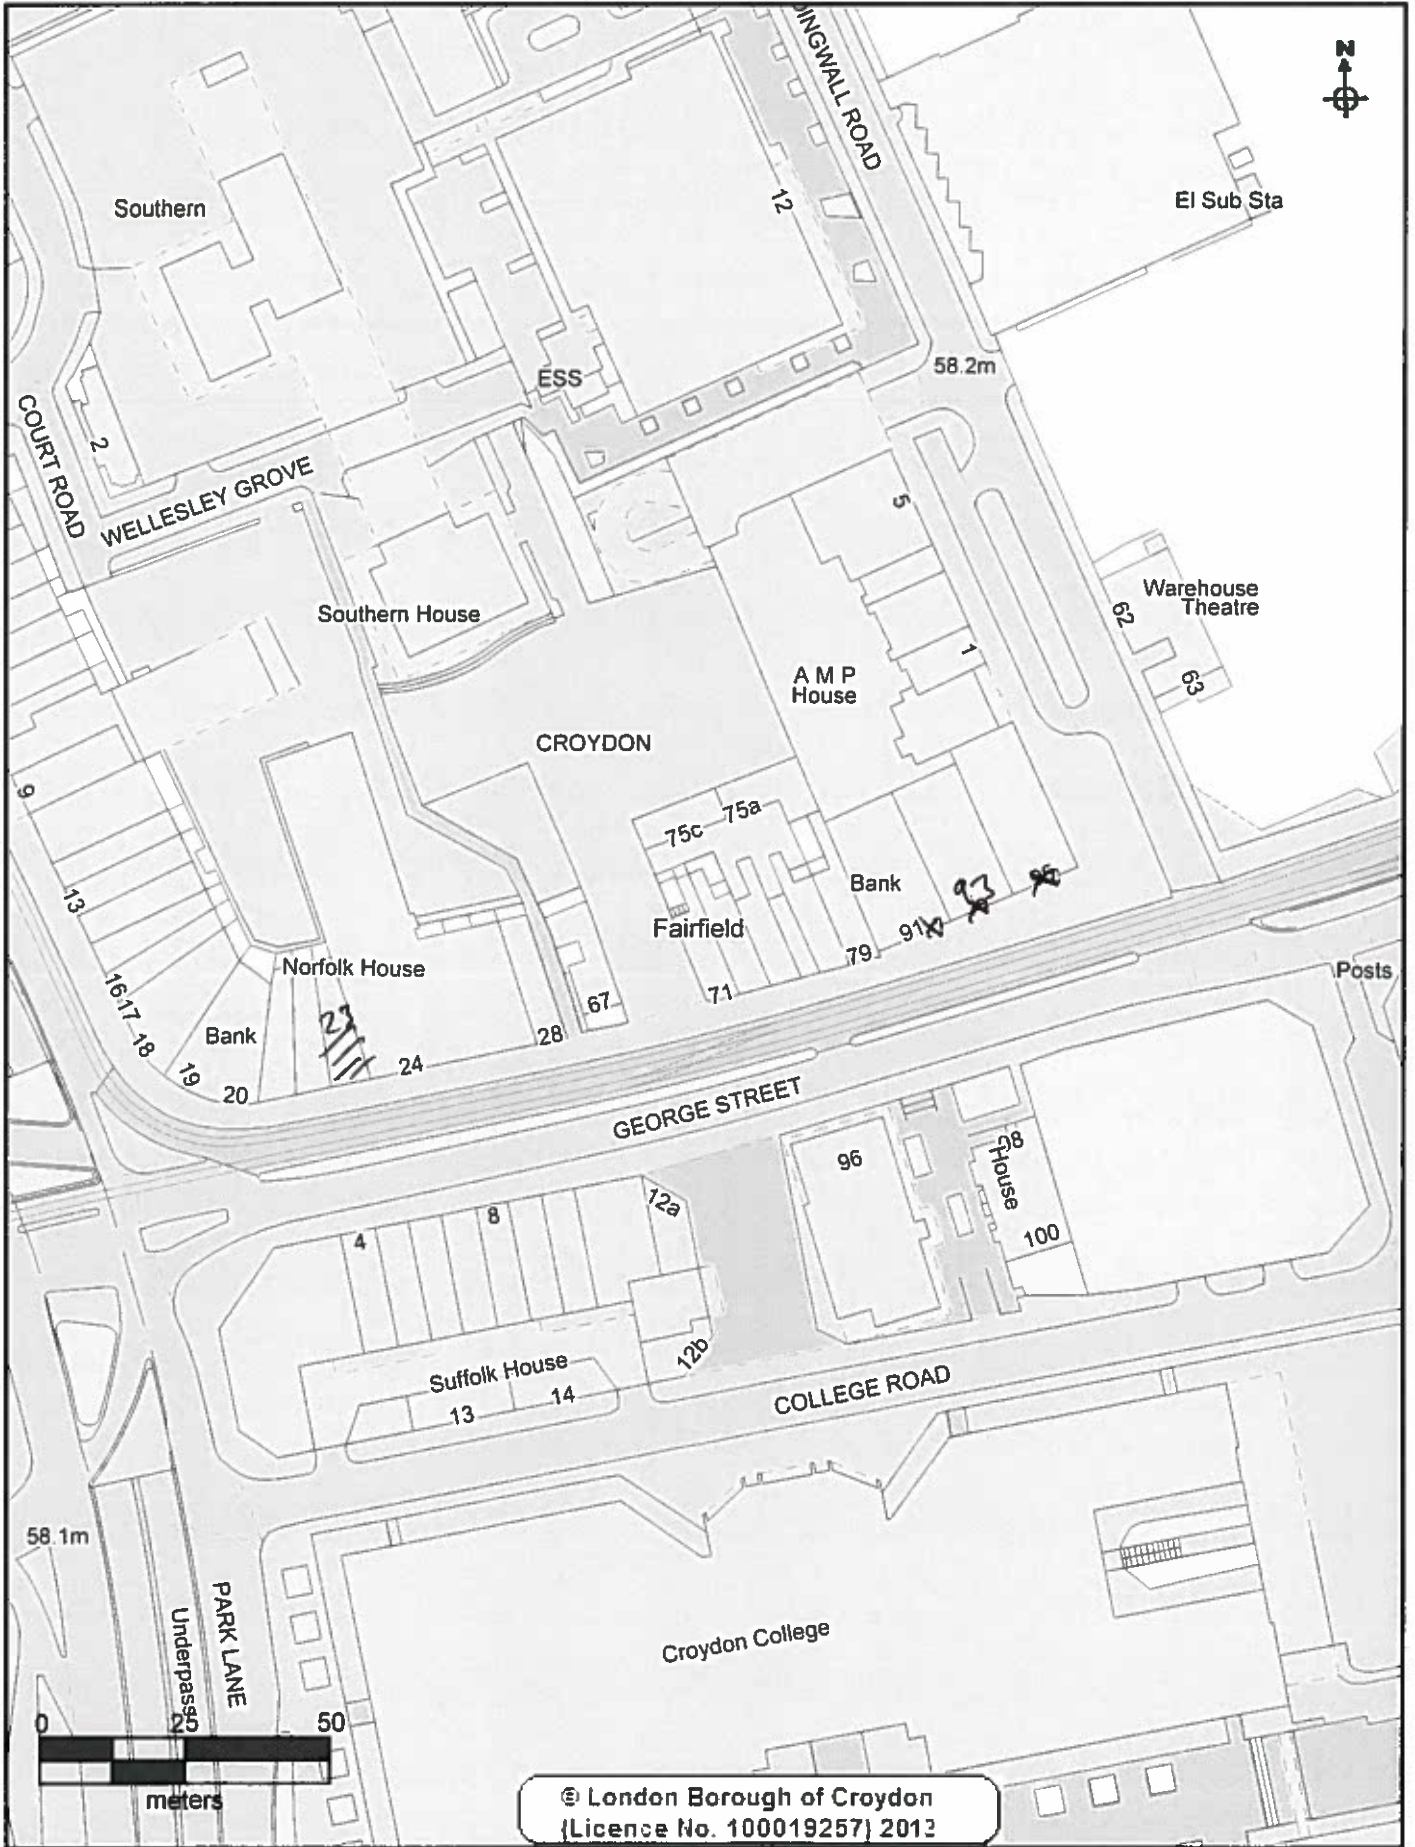 DINGWALL ROAD
N
Southern
12
El Sub Sta
58.2m
ESS
COURT ROAD
2
WELLESLEY GROVE
5
Southern House
Warehouse
Theatre
62
63
1
A M P
House
CROYDON
9
75a
75c
Bank
93
91
13
Fairfield
79
Norfolk House
Posts
16
17
71
67
23
Bank
28
18
24
19
20
GEORGE STREET
98
House
96
12a
8
4
100
12b
Suffolk House
14
13
COLLEGE ROAD
58.1m
PARK LANE
Underpass
Croydon College
0 25 50
meters
© London Borough of Croydon
(Licence No. 100019257) 2013